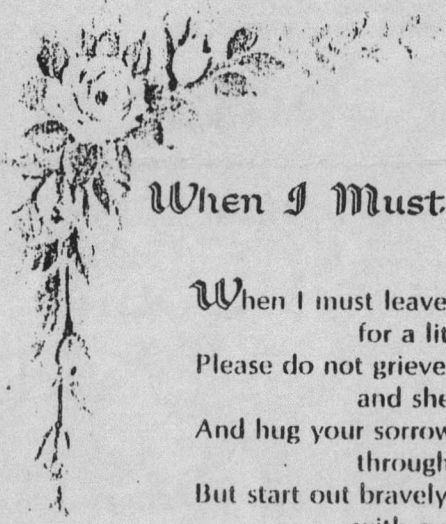 When I Must
When I must leave
for a lit
Please do not grieve
and she
And hug your sorrow
through
But start out bravely